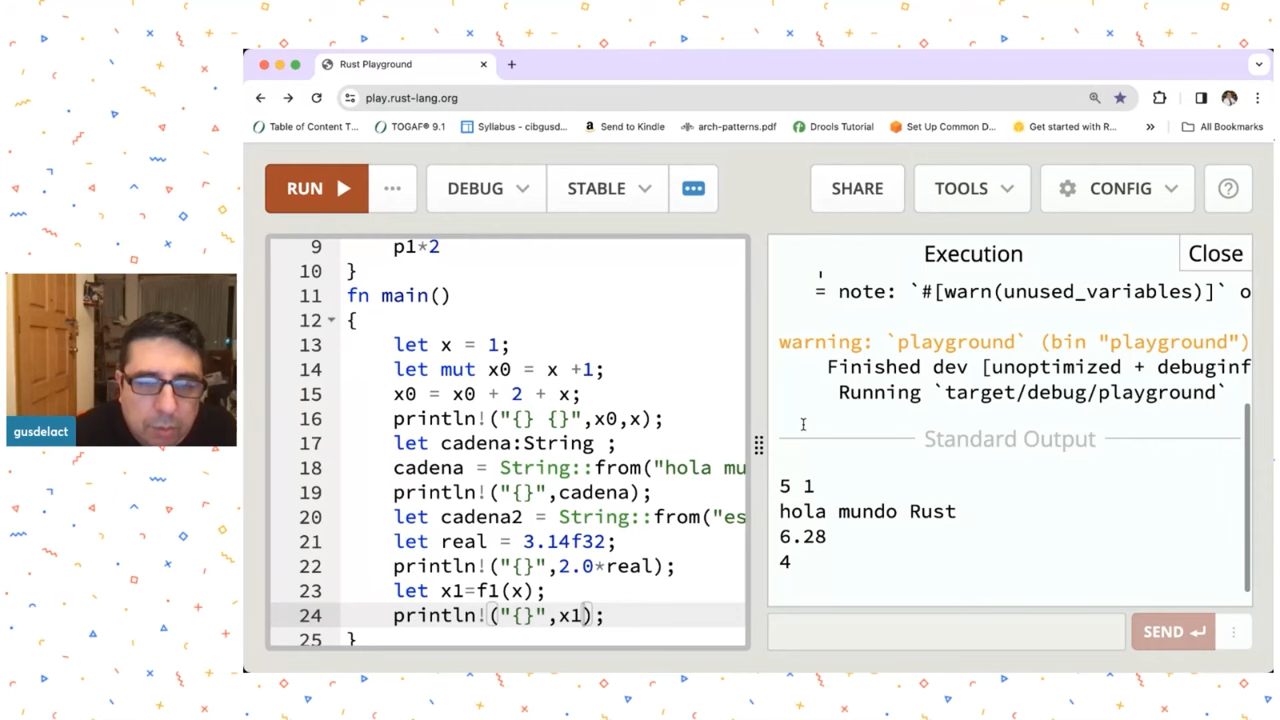 Rust Playground
play.rust-lang.org
Table of Content T...
TOGAF® 9.1
Syllabus - cibgusd...
Send to Kindle
arch-patterns.pdf
Drools Tutorial
Set Up Common D...
Get started with R...
All Bookmarks
RUN
DEBUG
STABLE
SHARE
TOOLS
CONFIG
9 p1*2
10 }
11 fn main()
12 {
13 let x = 1;
14 let mut x0 = x +1;
15 x0 = x0 + 2 + x;
16 println!("{} {}",x0,x);
17 let cadena:String ;
18 cadena = String::from("hola mu
19 println!("{}",cadena);
20 let cadena2 = String::from("es
21 let real = 3.14f32;
22 println!("{}",2.0*real);
23 let x1=f1(x);
24 println!("{}",x1);
25 }
Execution
Close
= note: `#[warn(unused_variables)]` o
warning: `playground` (bin "playground")
Finished dev [unoptimized + debuginf
Running `target/debug/playground`
Standard Output
5 1
hola mundo Rust
6.28
4
SEND
gusdelact